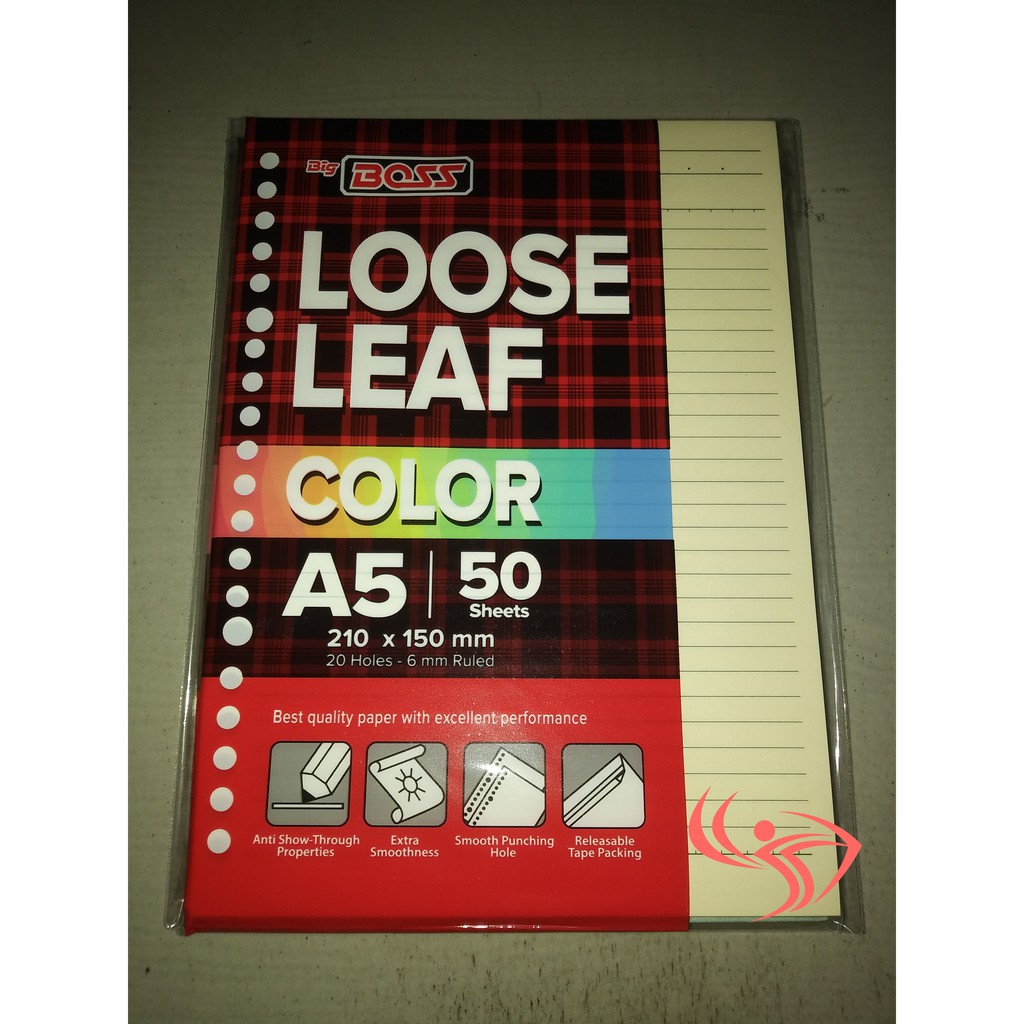 Big BOSS
LOOSE
LEAF
COLOR
A5 | 50
Sheets
210 x 150 mm
20 Holes - 6 mm Ruled
Best quality paper with excellent performance
Anti Show-Through
Properties
Extra
Smoothness
Smooth Punching
Hole
Releasable
Tape Packing